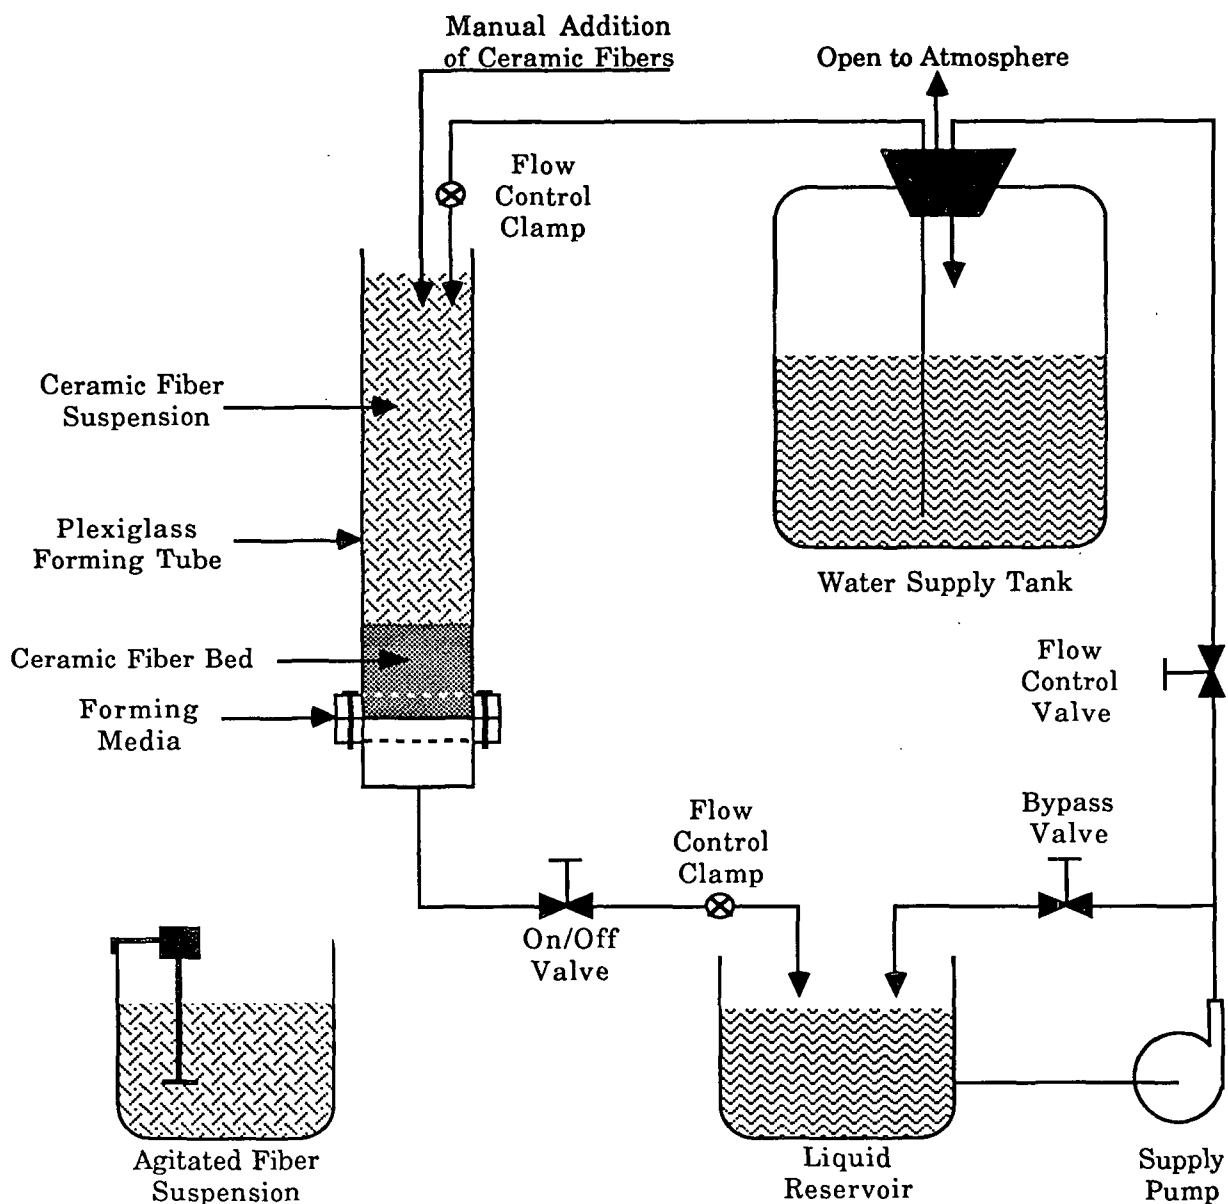 Manual Addition
of Ceramic Fibers
Open to Atmosphere
Flow
Control
Clamp
Ceramic Fiber
Suspension
Plexiglass
Forming Tube
Water Supply Tank
Ceramic Fiber Bed
Flow
Control
Valve
Forming
Media
Flow
Control
Clamp
Bypass
Valve
On/Off
Valve
Agitated Fiber
Suspension
Liquid
Reservoir
Supply
Pump